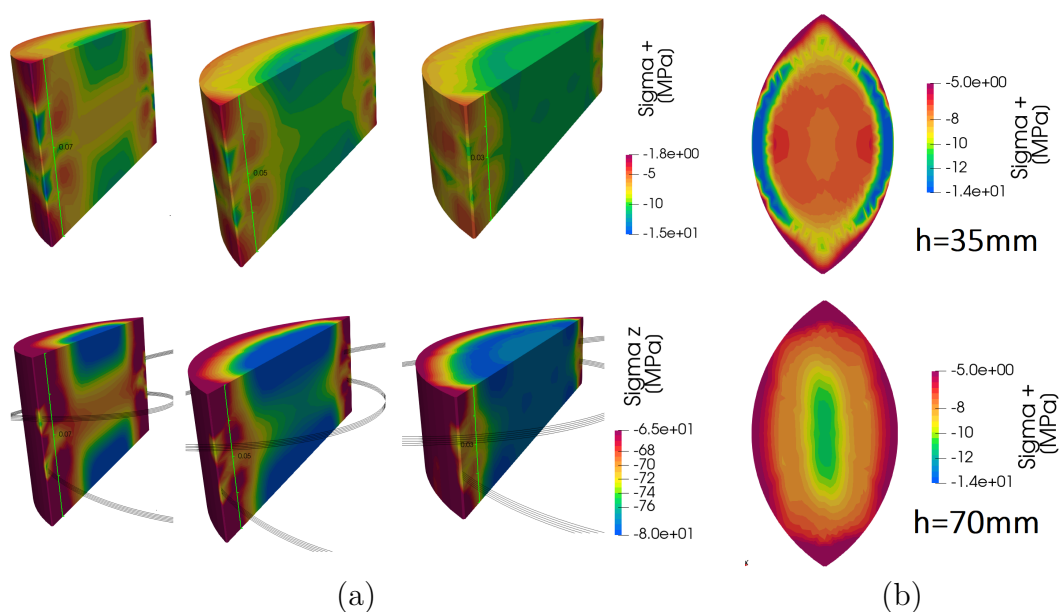 Sigma +
(MPa)
-1.8e+00
-5
-10
-1.5e+01
0.07
0.05
0.03
Sigma +
(MPa)
-5.0e+00
-8
-10
-12
-1.4e+01
h=35mm
Sigma z
(MPa)
-6.5e+01
-68
-70
-72
-74
-76
-8.0e+01
0.07
0.05
0.03
Sigma +
(MPa)
-5.0e+00
-8
-10
-12
-1.4e+01
h=70mm
(a)
(b)